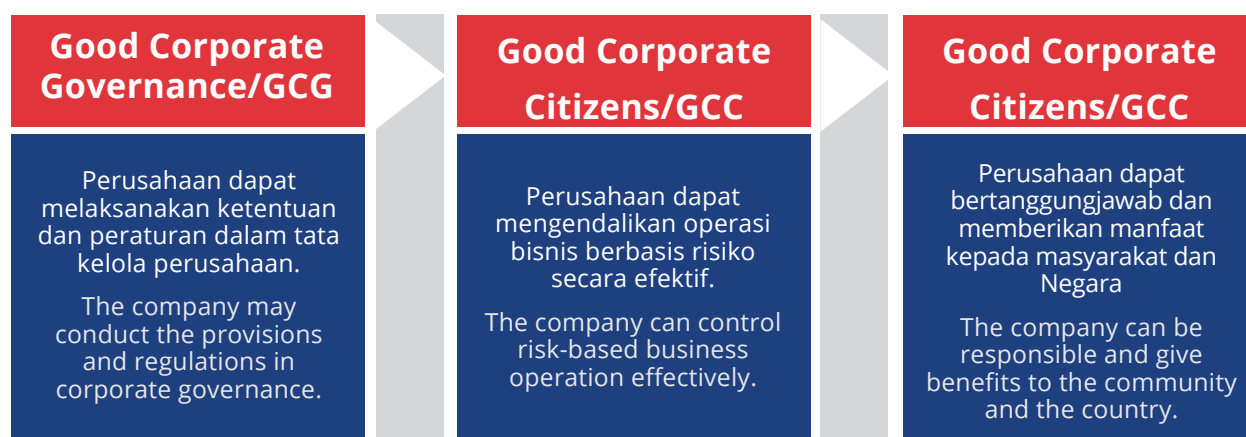 Good Corporate
Governance/GCG
Perusahaan dapat
melaksanakan ketentuan
dan peraturan dalam tata
kelola perusahaan.
The company may
conduct the provisions
and regulations in
corporate governance.
Good Corporate
Citizens/GCC
Perusahaan dapat
mengendalikan operasi
bisnis berbasis risiko
secara efektif.
The company can control
risk-based business
operation effectively.
Good Corporate
Citizens/GCC
Perusahaan dapat
bertanggungjawab dan
memberikan manfaat
kepada masyarakat dan
Negara
The company can be
responsible and give
benefits to the community
and the country.